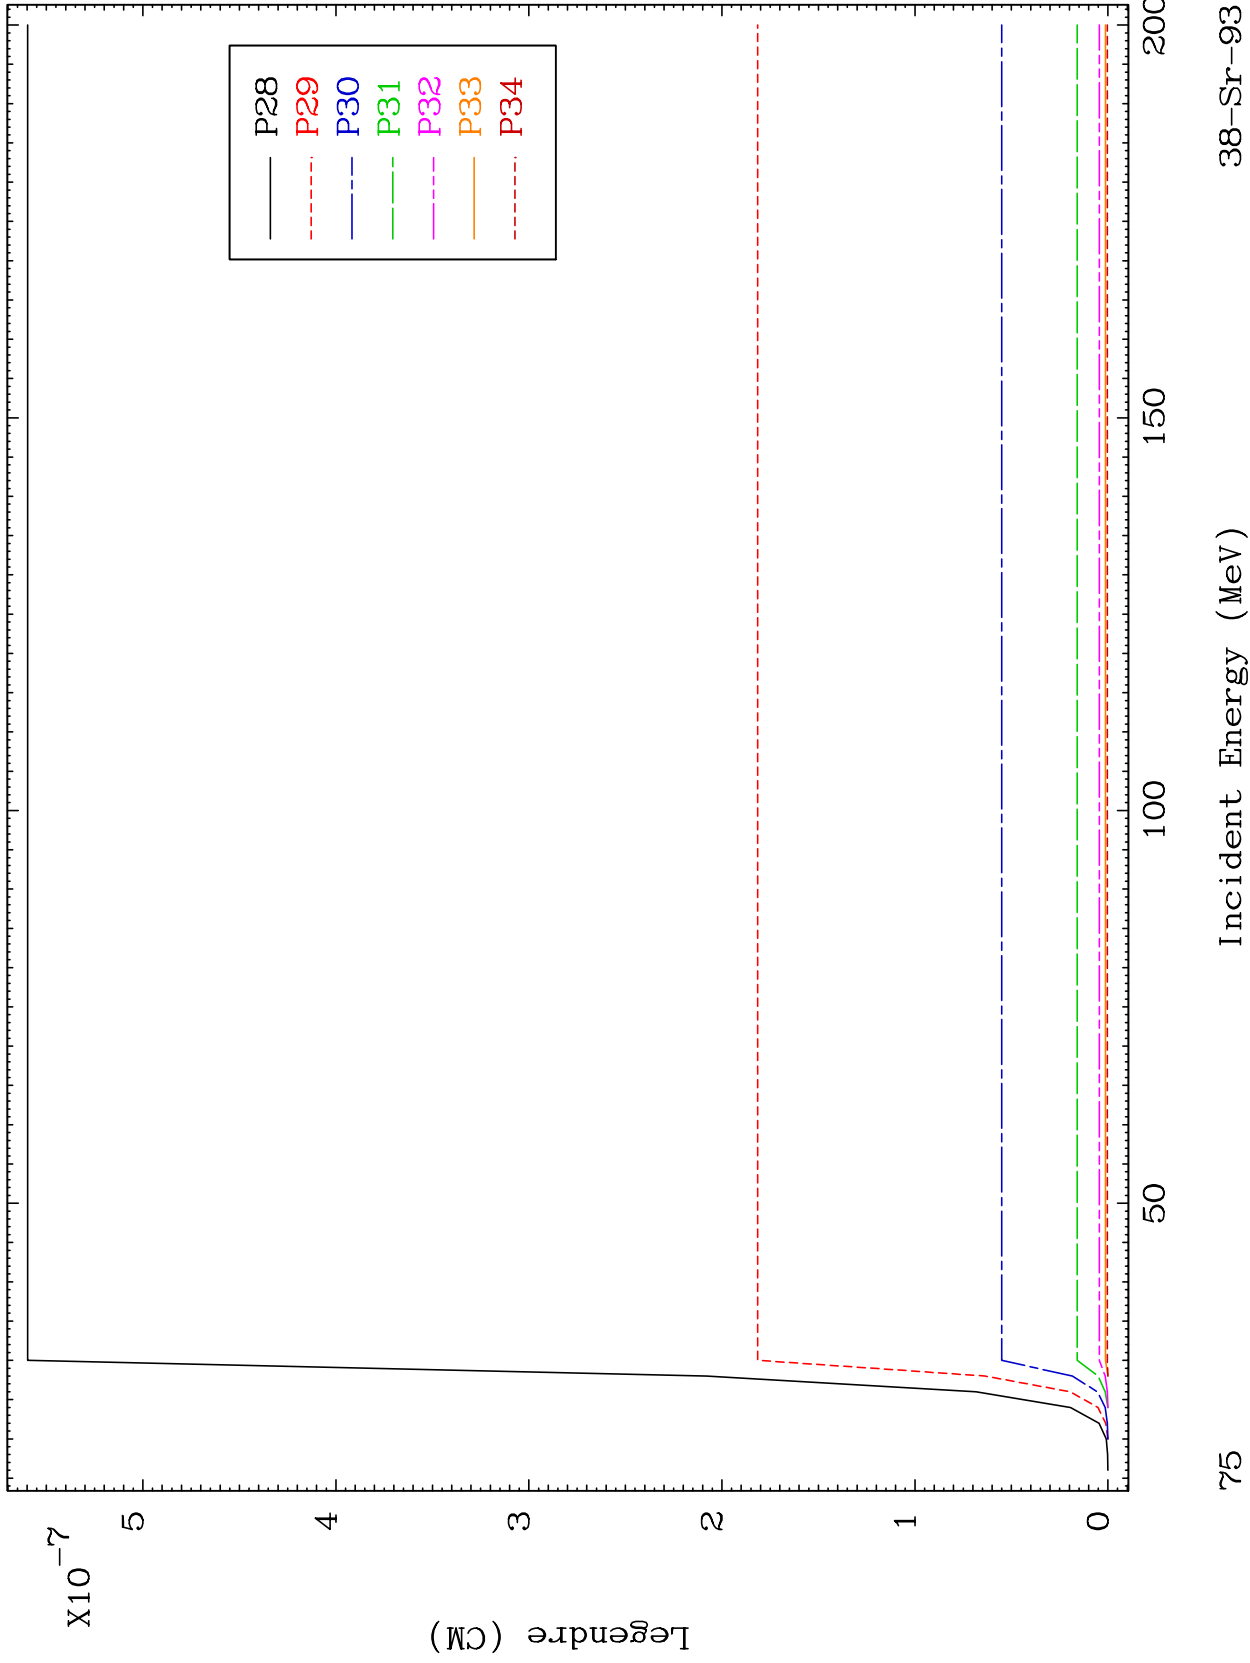 X10-7
5
4
3
2
1
0
Legendre (CM)
P28
P29
P30
P31
P32
P33
P34
50
100
150
200
75
Incident Energy (MeV)
38-Sr-93